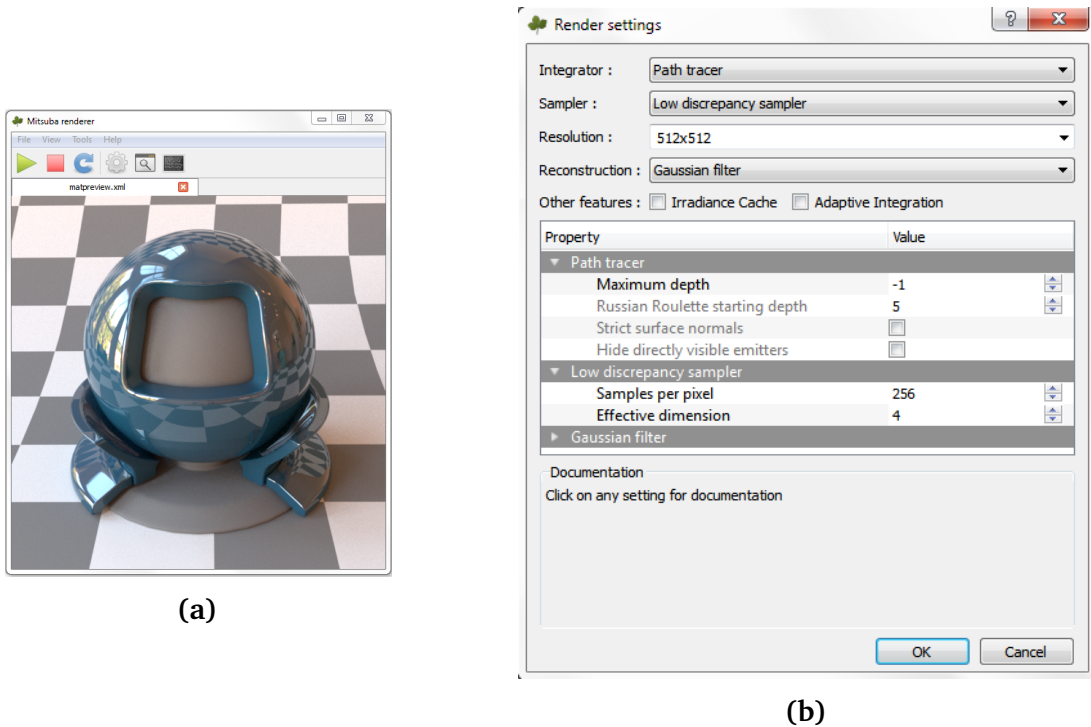 Mitsuba renderer
File View Tools Help
matpreview.xml
(a)
Render settings
Integrator : Path tracer
Sampler : Low discrepancy sampler
Resolution : 512x512
Reconstruction : Gaussian filter
Other features : Irradiance Cache Adaptive Integration
Property Value
Path tracer
Maximum depth -1
Russian Roulette starting depth 5
Strict surface normals
Hide directly visible emitters
Low discrepancy sampler
Samples per pixel 256
Effective dimension 4
Gaussian filter
Documentation
Click on any setting for documentation
OK Cancel
(b)